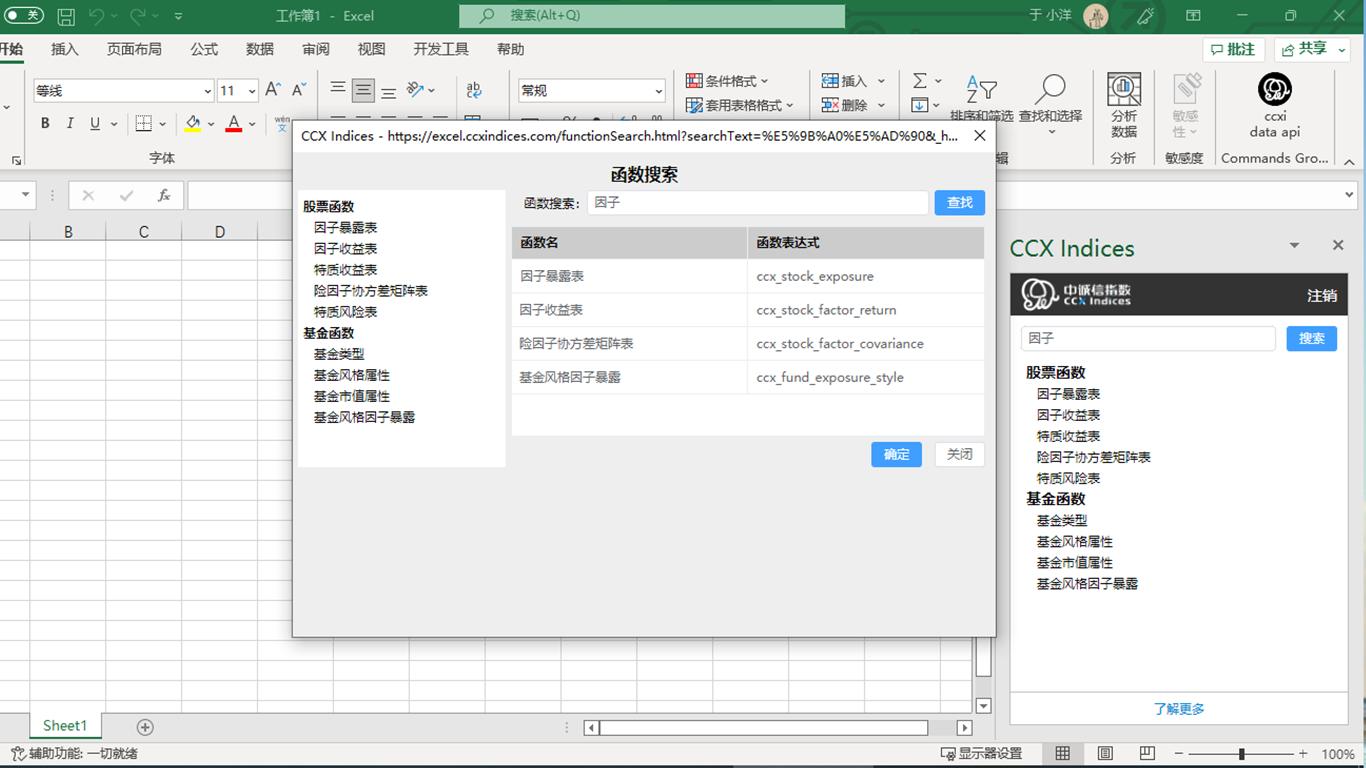 关
工作簿1 - Excel
搜索(Alt+Q)
于 小洋
开始 插入 页面布局 公式 数据 审阅 视图 开发工具 帮助
批注 共享
等线 11
常规
条件格式
套用表格格式
插入
删除
排序和筛选 查找和选择
分析
数据
敏感
性
ccxi
data api
B I U
A
字体
辑
分析
敏感度
Commands Gro...
fx
CCX Indices - https://excel.ccxindices.com/functionSearch.html?searchText=%E5%9B%A0%E5%AD%90&_h...
函数搜索
函数搜索: 因子 查找
股票函数
因子暴露表
因子收益表
特质收益表
险因子协方差矩阵表
特质风险表
基金函数
基金类型
基金风格属性
基金市值属性
基金风格因子暴露
函数名 函数表达式
因子暴露表 ccx_stock_exposure
因子收益表 ccx_stock_factor_return
险因子协方差矩阵表 ccx_stock_factor_covariance
基金风格因子暴露 ccx_fund_exposure_style
确定 关闭
B C D
CCX Indices
中诚信指数
CCX Indices
注销
因子 搜索
股票函数
因子暴露表
因子收益表
特质收益表
险因子协方差矩阵表
特质风险表
基金函数
基金类型
基金风格属性
基金市值属性
基金风格因子暴露
了解更多
Sheet1
辅助功能: 一切就绪
显示器设置
100%